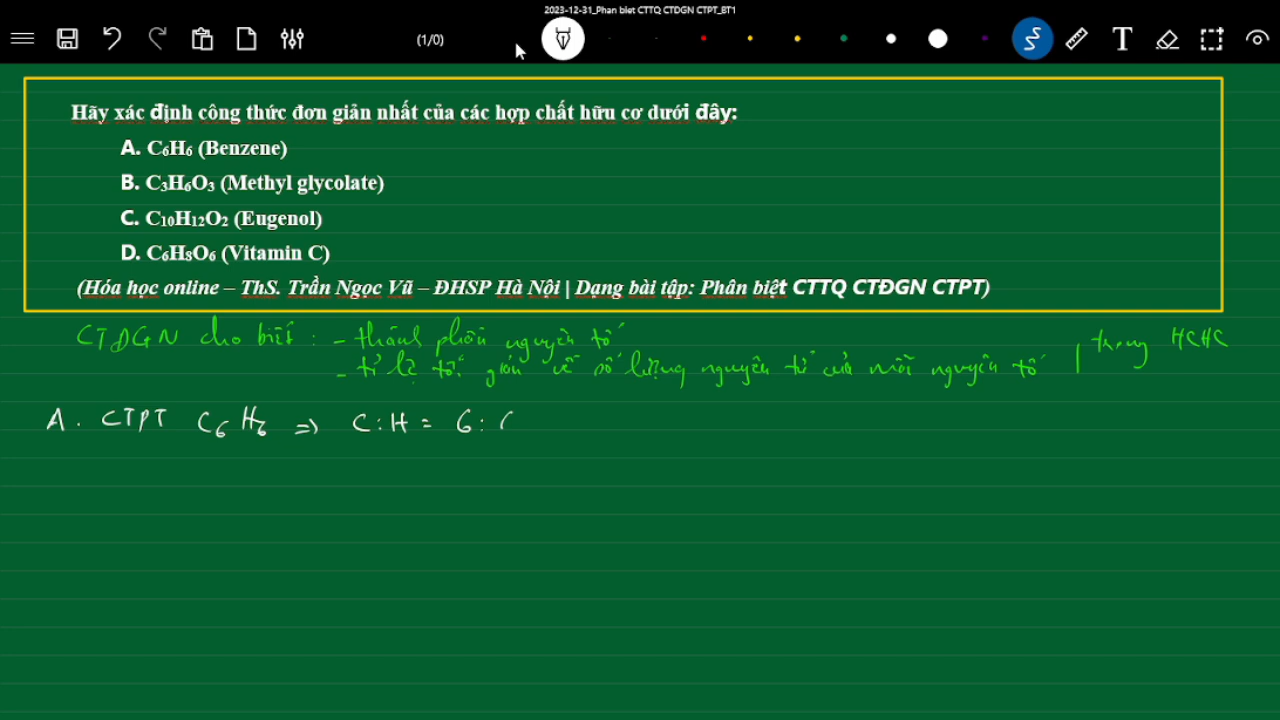 2023-12-31_Phan biet CTTQ CTDGN CTPT_BT1
(1/0)
T
Hãy xác định công thức đơn giản nhất của các hợp chất hữu cơ dưới đây:
A. C₆H₆ (Benzene)
B. C₃H₆O₃ (Methyl glycolate)
C. C₁₀H₁₂O₂ (Eugenol)
D. C₆H₈O₆ (Vitamin C)
(Hóa học online – ThS. Trần Ngọc Vũ – ĐHSP Hà Nội | Dạng bài tập: Phân biệt CTTQ CTĐGN CTPT)
CTĐGN cho biết : - thành phần nguyên tố
- tỉ lệ tối giản về số lượng nguyên tử của mỗi nguyên tố | trong HCHC
A. CTPT C₆H₆ => C:H = 6: